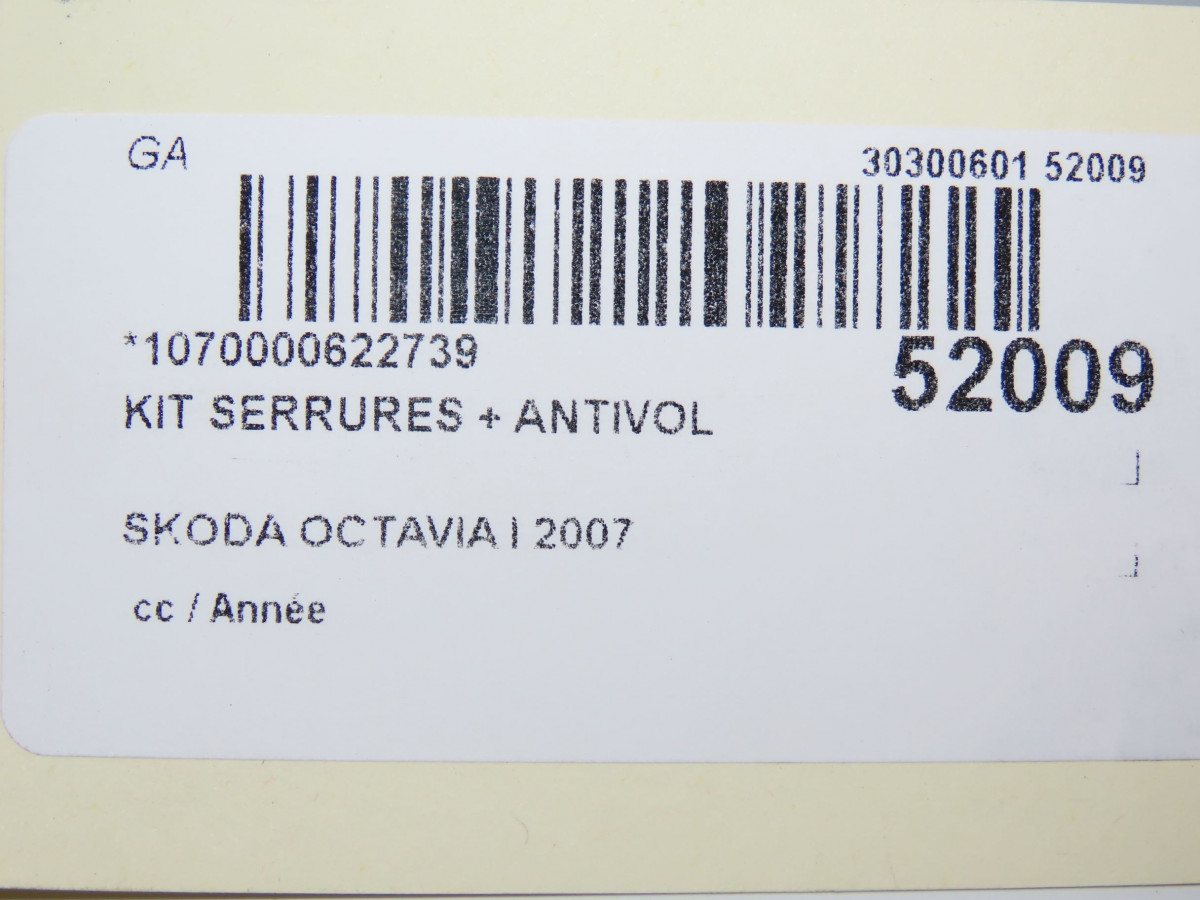 GA
30300601 52009
*1070000622739
52009
KIT SERRURES + ANTIVOL
SKODA OCTAVIA I 2007
cc / Année